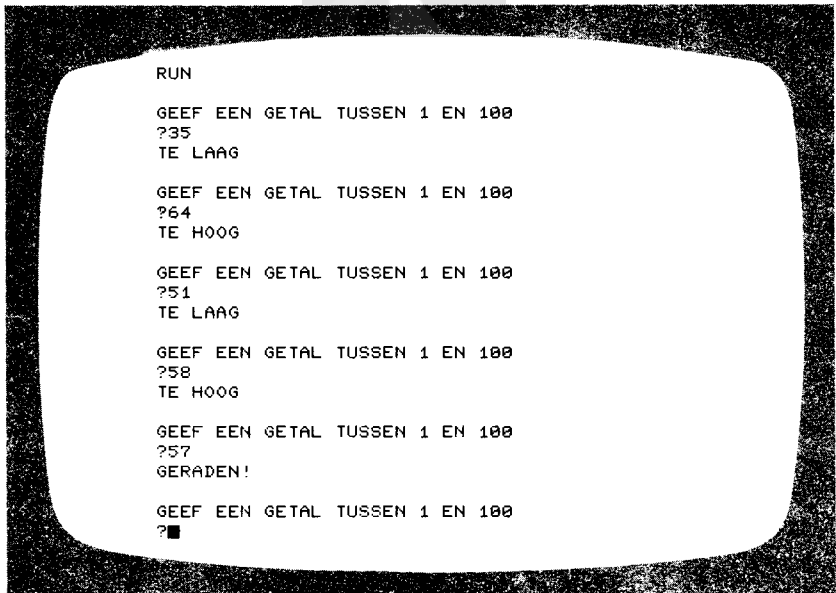 RUN
GEEF EEN GETAL TUSSEN 1 EN 100
?35
TE LAAG
GEEF EEN GETAL TUSSEN 1 EN 100
?64
TE HOOG
GEEF EEN GETAL TUSSEN 1 EN 100
?51
TE LAAG
GEEF EEN GETAL TUSSEN 1 EN 100
?58
TE HOOG
GEEF EEN GETAL TUSSEN 1 EN 100
?57
GERADEN!
GEEF EEN GETAL TUSSEN 1 EN 100
?■